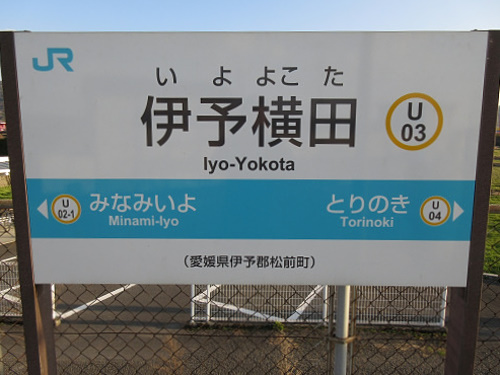 JR
いよ よこた
伊予横田
U
03
Iyo-Yokota
U
02-1
みなみいよ
Minami-Iyo
とりのき
Torinoki
U
04
(愛媛県伊予郡松前町)